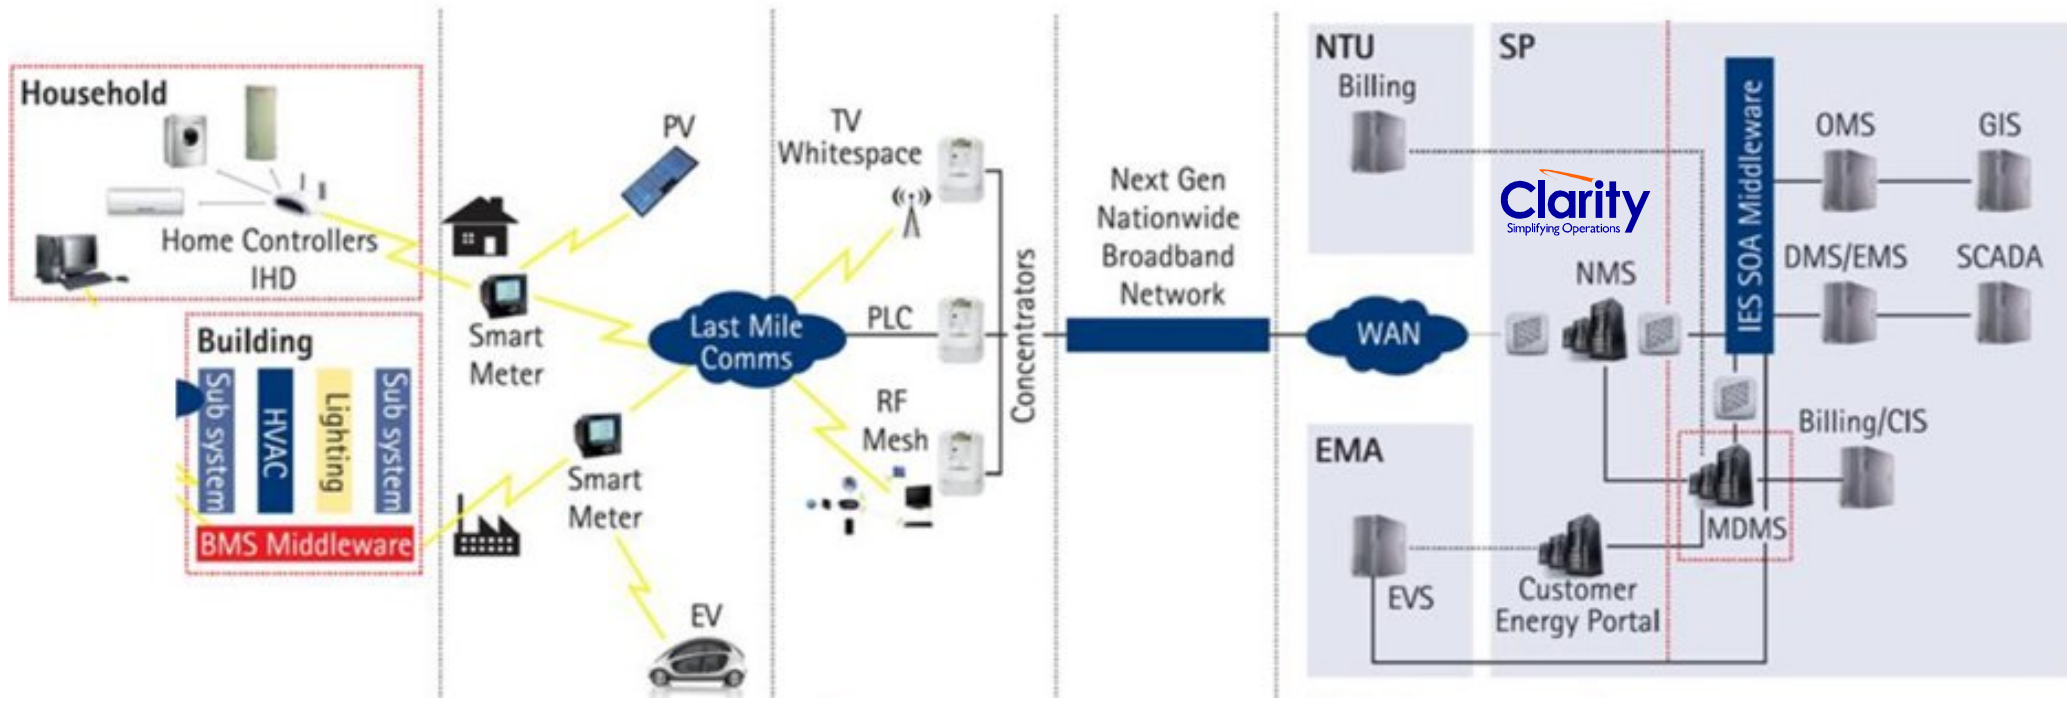 Household
Home Controllers
IHD
Building
Sub system
HVAC
Lighting
Sub system
BMS Middleware
PV
Smart
Meter
Smart
Meter
EV
Last Mile
Comms
TV
Whitespace
PLC
RF
Mesh
Concentrators
Next Gen
Nationwide
Broadband
Network
NTU
Billing
WAN
EMA
EVS
SP
Clarity
Simplifying Operations
NMS
Customer
Energy Portal
IES SOA Middleware
OMS
GIS
DMS/EMS
SCADA
Billing/CIS
MDMS